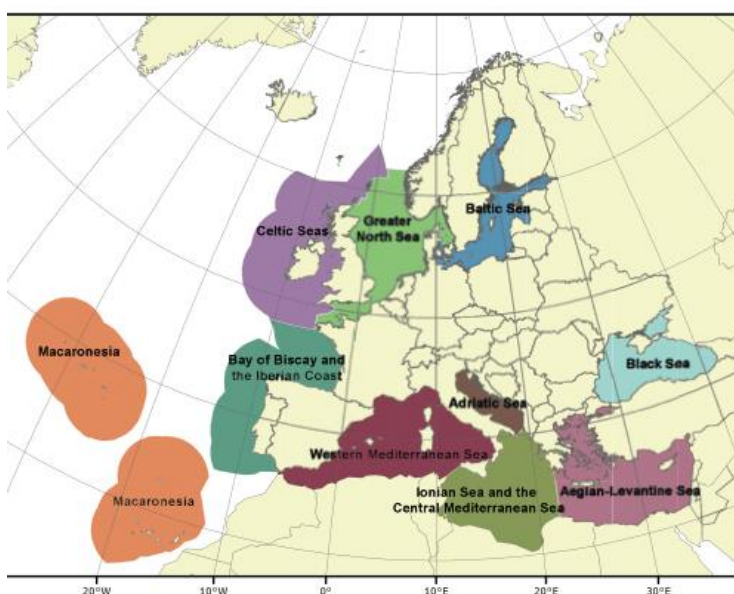 Celtic Seas
Greater
North Sea
Baltic Sea
Macaronesia
Bay of Biscay and
the Iberian Coast
Black Sea
Adriatic Sea
Western Mediterranean Sea
Ionian Sea and the
Central Mediterranean Sea
Aegian-Levantine Sea
Macaronesia
20°W
10°W
0°
10°E
20°E
30°E